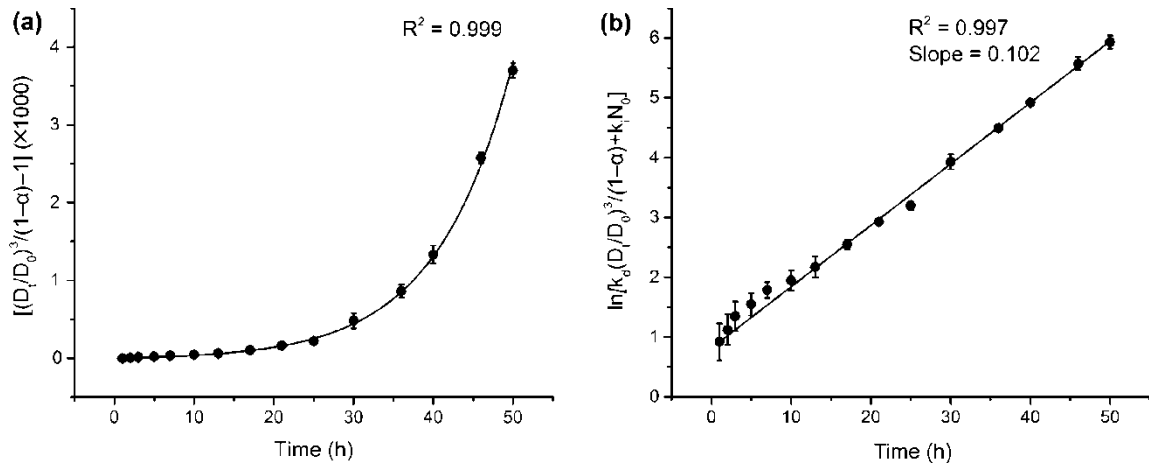 (a)
R² = 0.999
[(Dₜ/D₀)³/(1–α)–1] (×1000)
4
3
2
1
0
0 10 20 30 40 50
Time (h)
(b)
R² = 0.997
Slope = 0.102
ln[k_d(Dₜ/D₀)³/(1–α)+kᵢN₀]
6
5
4
3
2
1
0
0 10 20 30 40 50
Time (h)